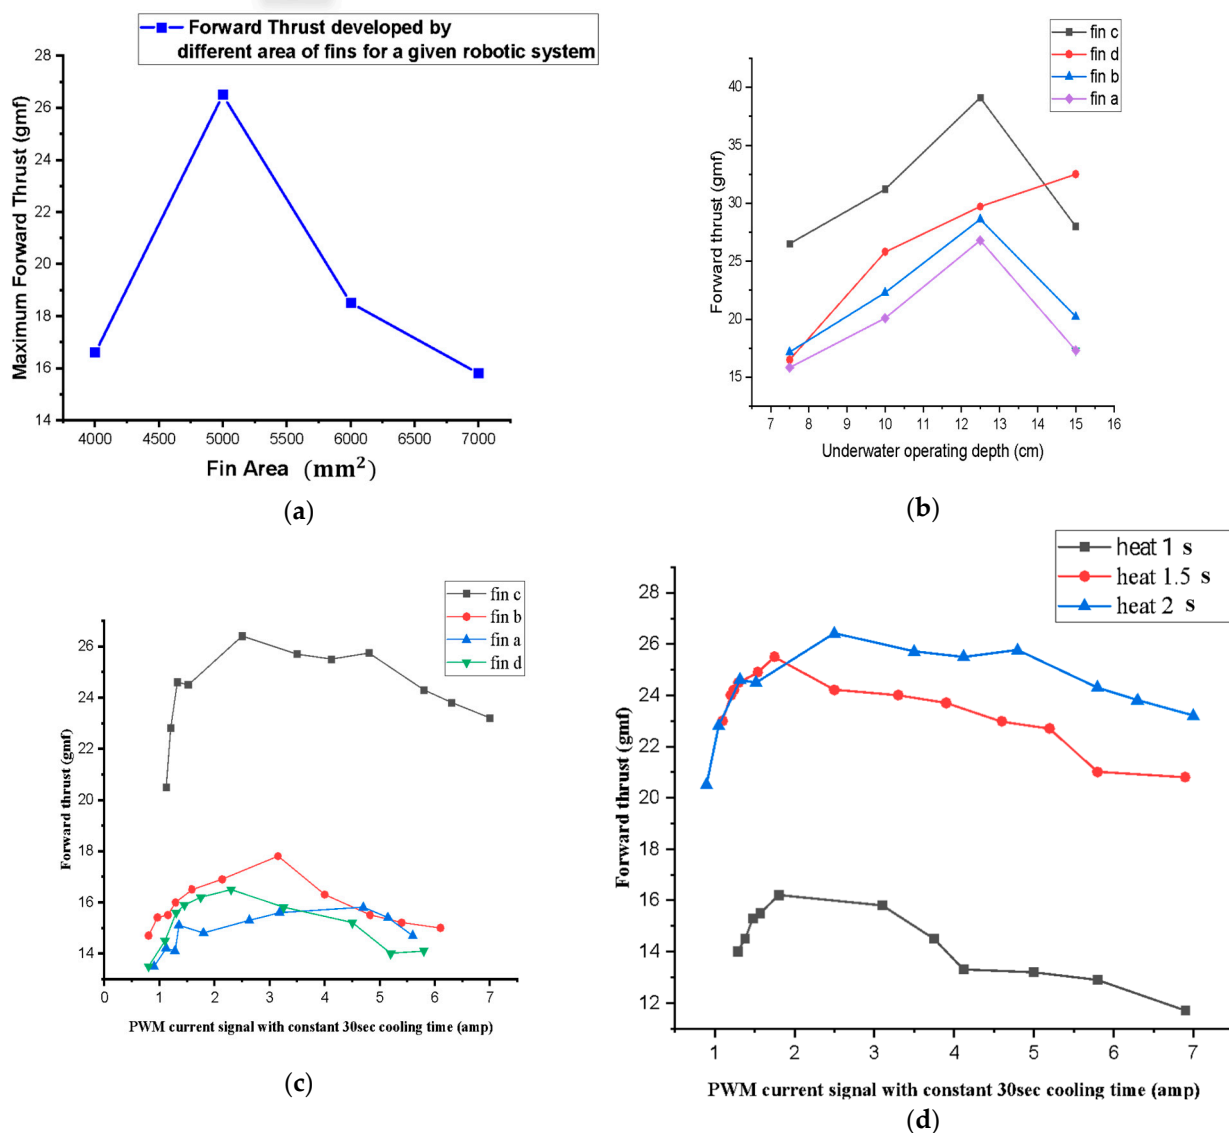 Forward Thrust developed by
different area of fins for a given robotic system
28
26
24
22
20
18
16
14
Maximum Forward Thrust (gmf)
4000 4500 5000 5500 6000 6500 7000
Fin Area (mm²)
(a)
fin c
fin d
fin b
fin a
40
35
30
25
20
15
Forward thrust (gmf)
7 8 9 10 11 12 13 14 15 16
Underwater operating depth (cm)
(b)
fin c
fin b
fin a
fin d
26
24
22
20
18
16
14
Forward thrust (gmf)
0 1 2 3 4 5 6 7
PWM current signal with constant 30sec cooling time (amp)
(c)
heat 1 s
heat 1.5 s
heat 2 s
28
26
24
22
20
18
16
14
12
Forward thrust (gmf)
1 2 3 4 5 6 7
PWM current signal with constant 30sec cooling time (amp)
(d)